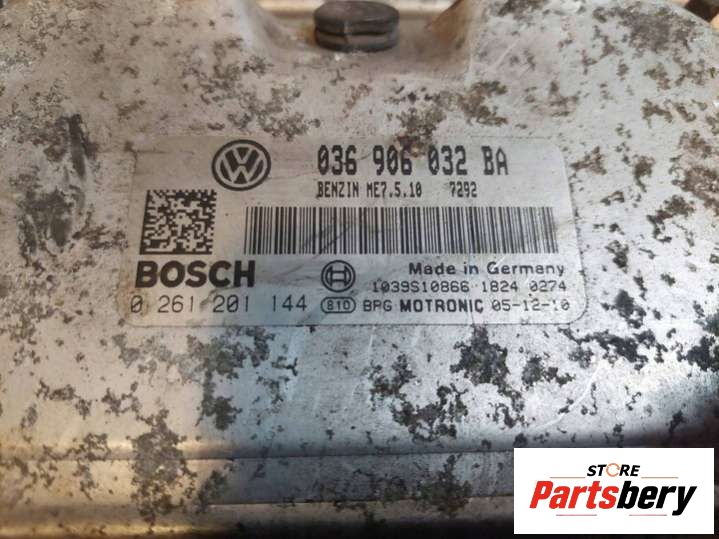 036 906 032 BA
BENZIN ME7.5.10 7292
BOSCH
Made in Germany
1039S10866 1824 0274
0 261 201 144 810 BPG MOTRONIC 05-12-10
STORE
Partsbery